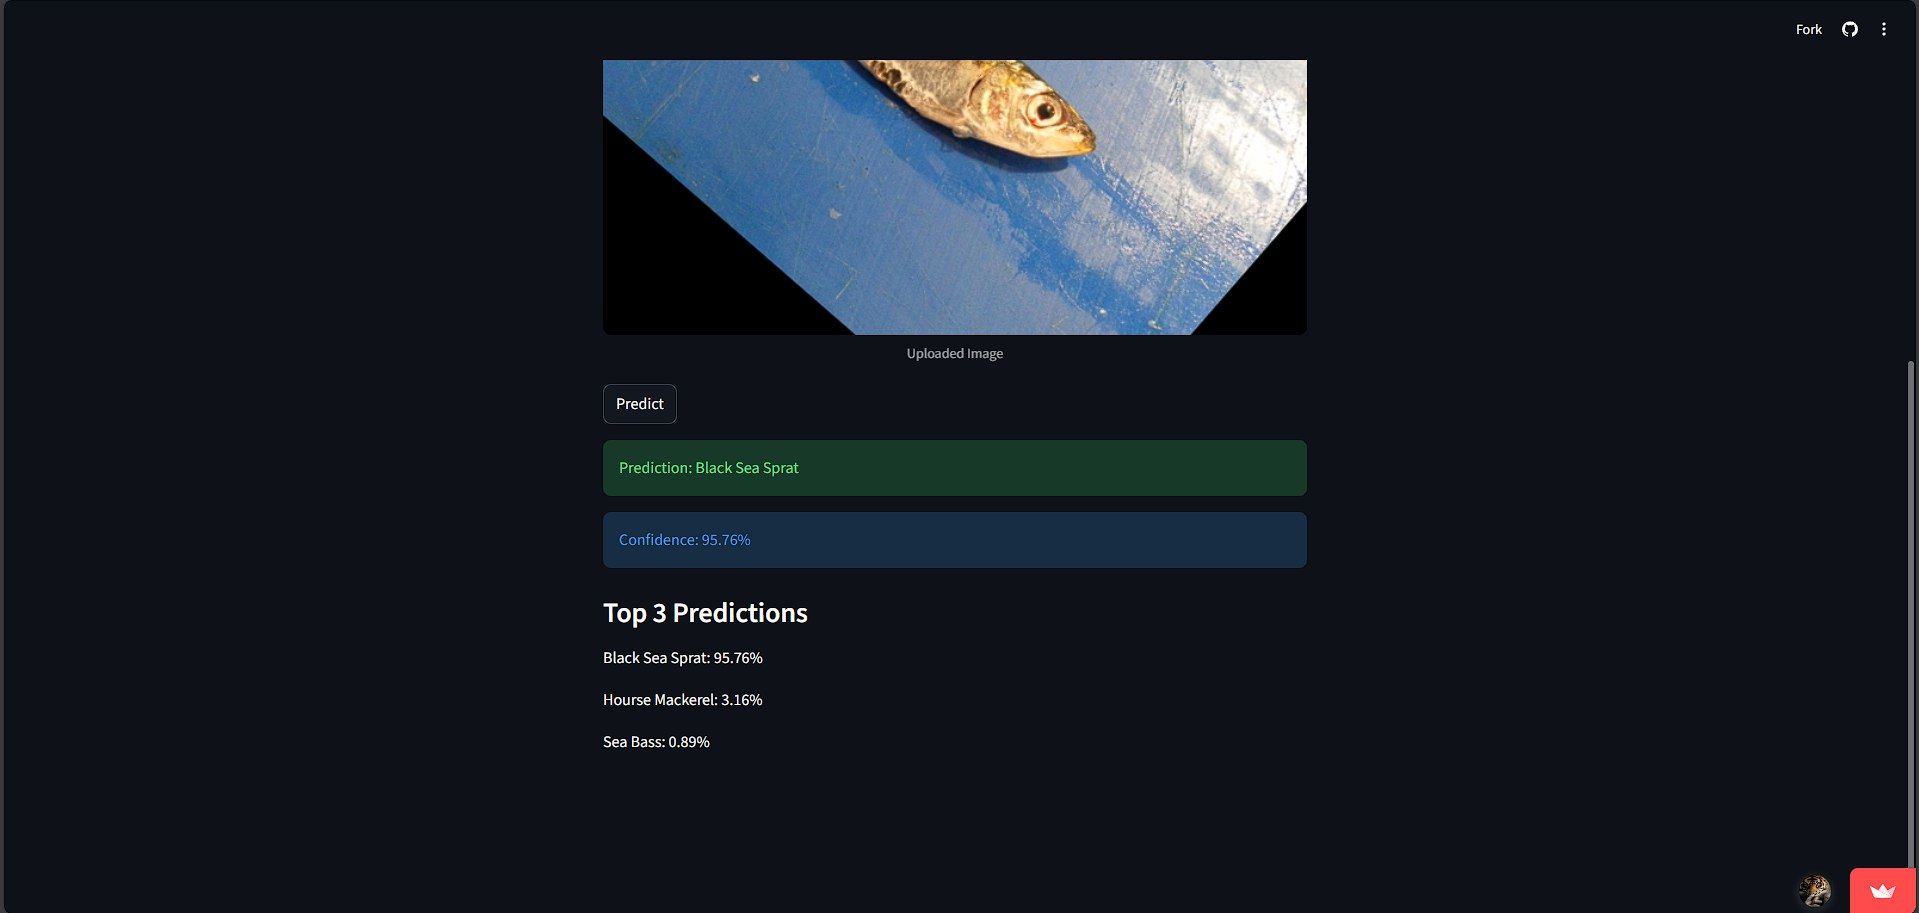 Fork
Uploaded Image
Predict
Prediction: Black Sea Sprat
Confidence: 95.76%
Top 3 Predictions
Black Sea Sprat: 95.76%
Hourse Mackerel: 3.16%
Sea Bass: 0.89%